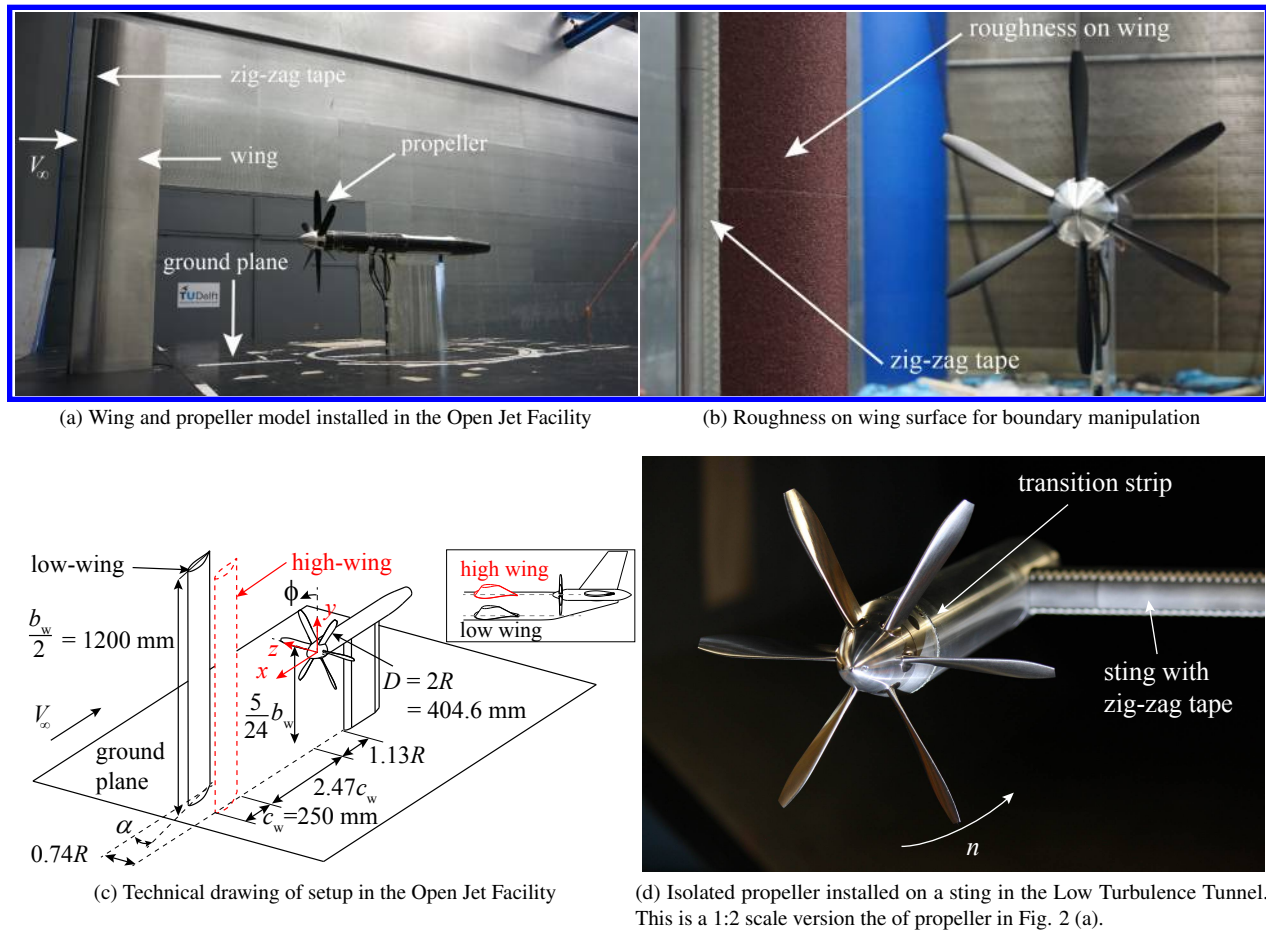 zig-zag tape
V∞
wing
propeller
ground plane
TUDelft
roughness on wing
zig-zag tape
(a) Wing and propeller model installed in the Open Jet Facility
(b) Roughness on wing surface for boundary manipulation
low-wing
high-wing
b_w/2 = 1200 mm
ϕ
y
z
x
high wing
low wing
D = 2R
= 404.6 mm
5/24 b_w
V∞
ground
plane
1.13R
2.47c_w
c_w=250 mm
α
0.74R
transition strip
sting with
zig-zag tape
n
(c) Technical drawing of setup in the Open Jet Facility
(d) Isolated propeller installed on a sting in the Low Turbulence Tunnel.
This is a 1:2 scale version the of propeller in Fig. 2 (a).